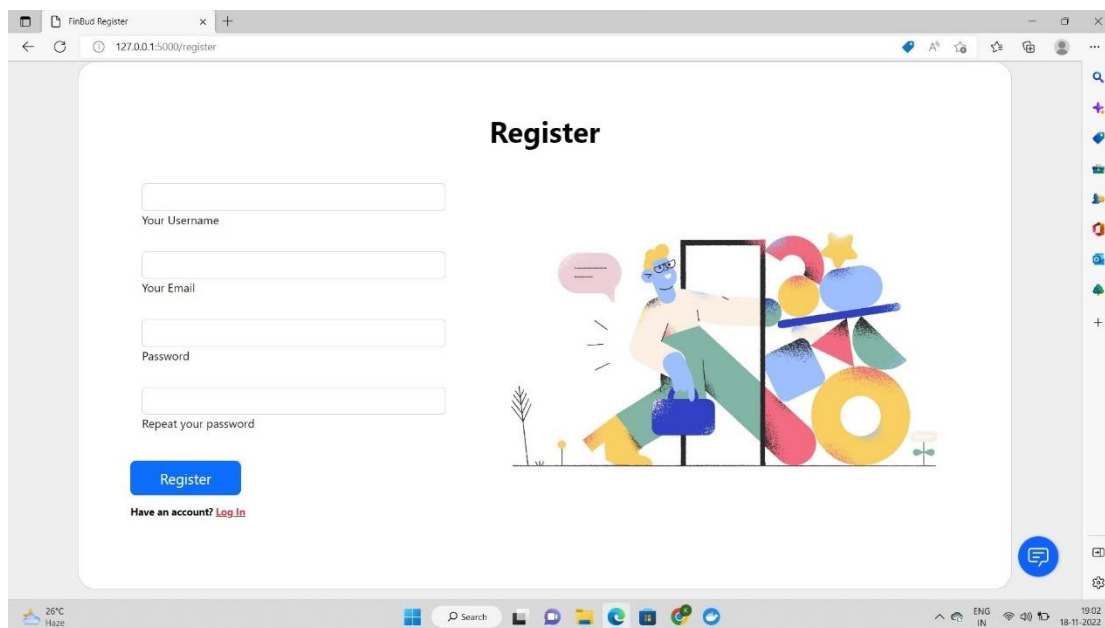 FinBud Register
127.0.0.1:5000/register
Register
Your Username
Your Email
Password
Repeat your password
Register
Have an account? Log In
26°C
Haze
Search
ENG
IN
19:02
18-11-2022